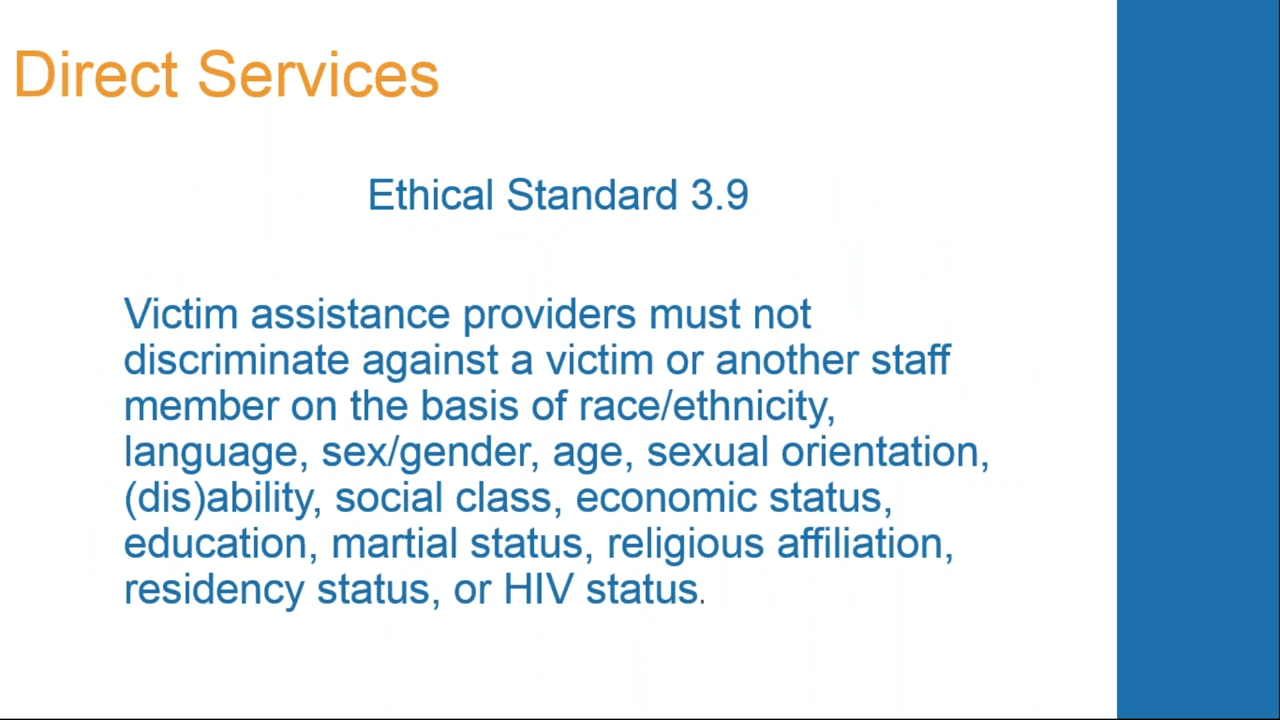 Direct Services
Ethical Standard 3.9
Victim assistance providers must not
discriminate against a victim or another staff
member on the basis of race/ethnicity,
language, sex/gender, age, sexual orientation,
(dis)ability, social class, economic status,
education, martial status, religious affiliation,
residency status, or HIV status.